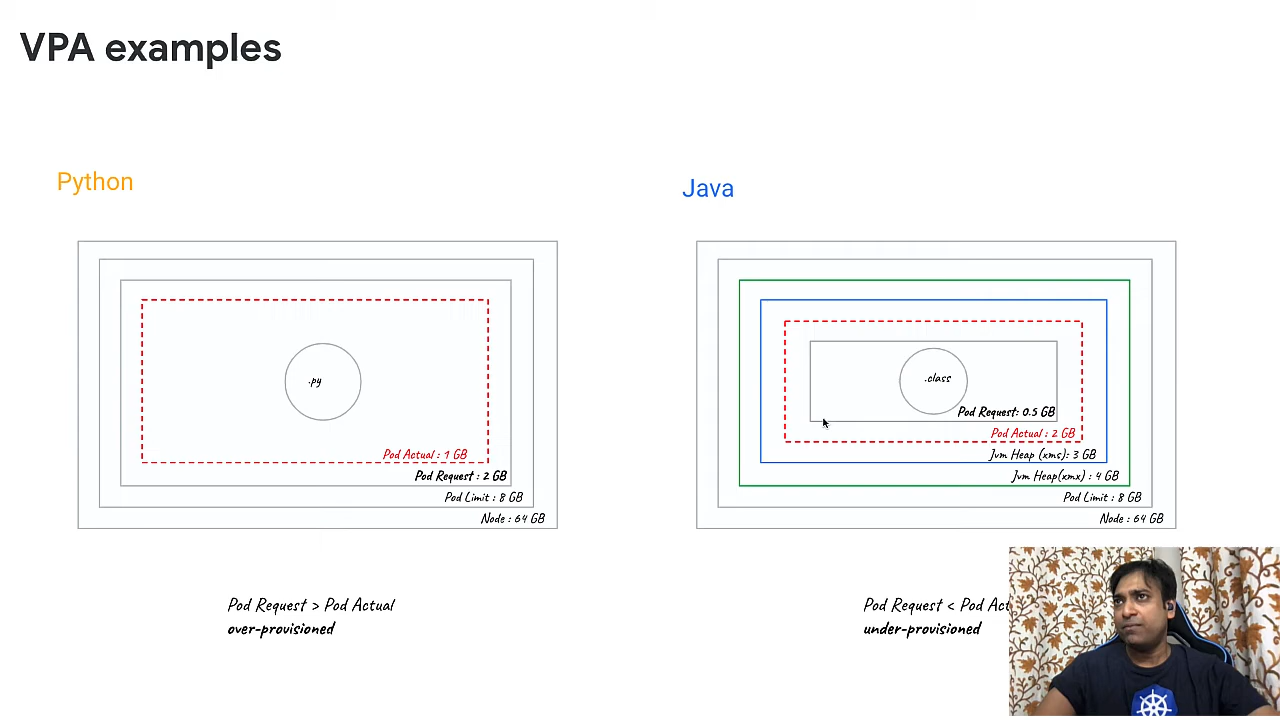 VPA examples
Python
.py
Pod Actual : 1 GB
Pod Request : 2 GB
Pod Limit : 8 GB
Node : 64 GB
Pod Request > Pod Actual
over-provisioned
Java
.class
Pod Request: 0.5 GB
Pod Actual : 2 GB
Jvm Heap (xms): 3 GB
Jvm Heap(xmx) : 4 GB
Pod Limit : 8 GB
Node : 64 GB
Pod Request < Pod Act
under-provisioned